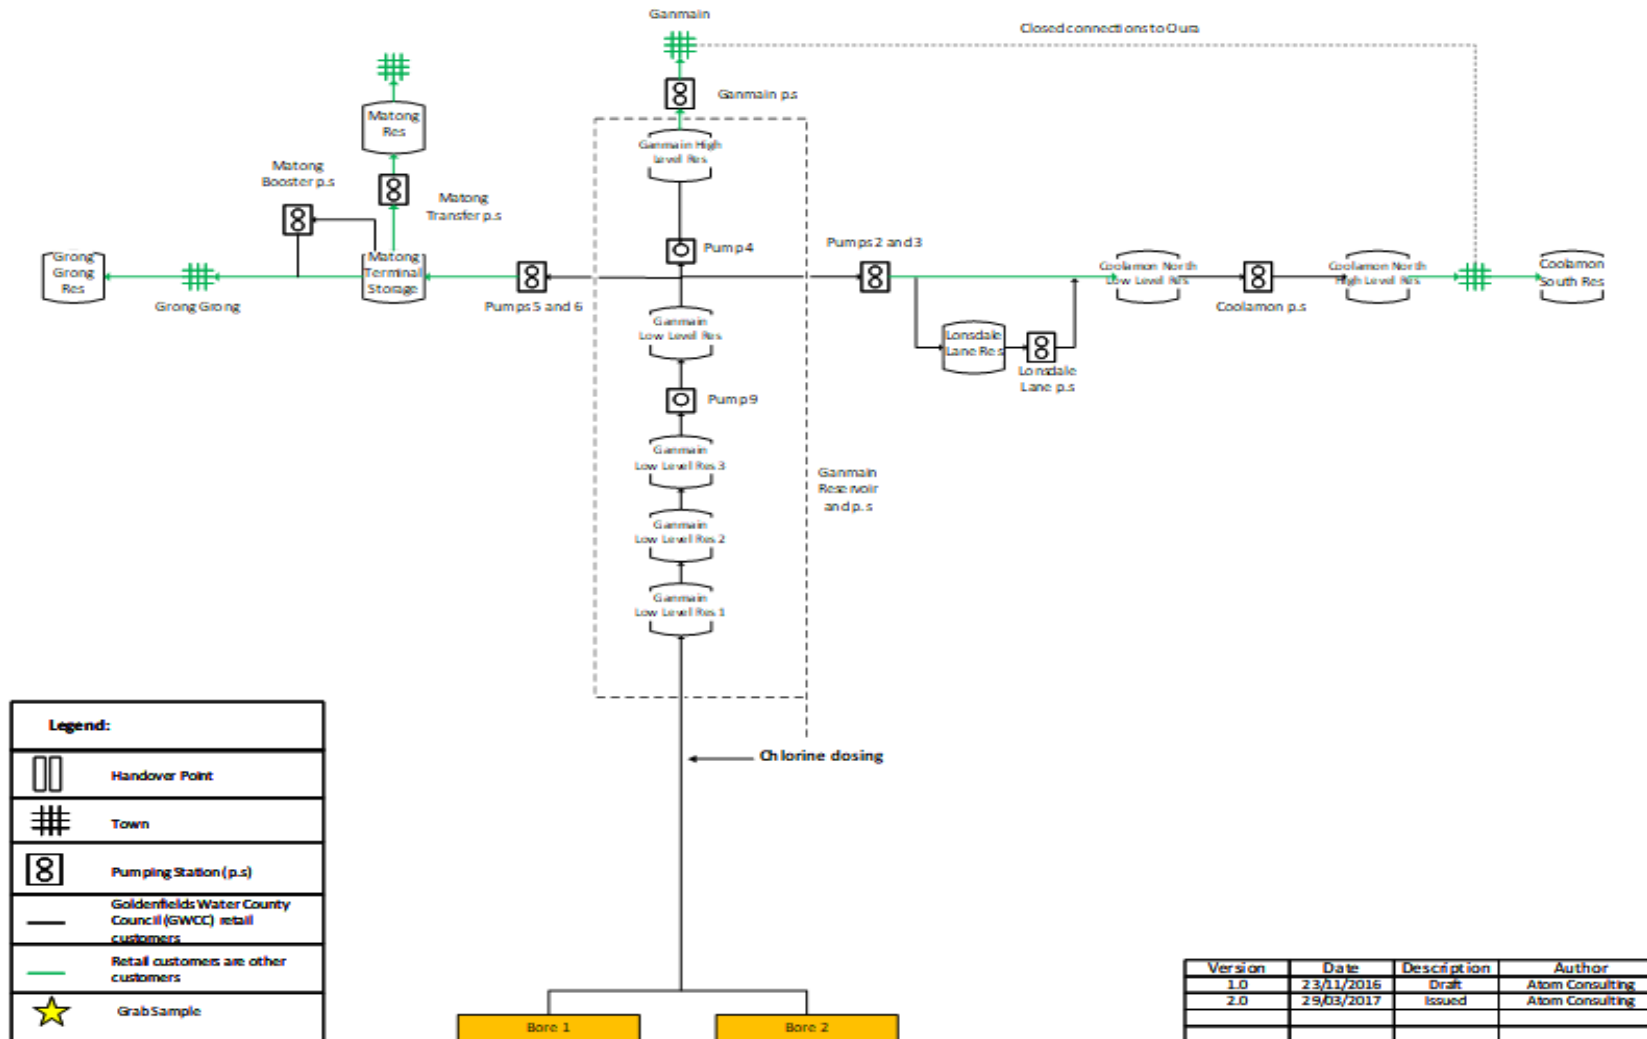 Ganmain
Closed connections to Oura
Ganmain p.s
Matong
Res
Matong
Booster p.s
Matong
Transfer p.s
Ganmain High
Level Res
Pump 4
Pumps 2 and 3
Grong
Grong
Res
Grong Grong
Matong
Terminal
Storage
Pumps 5 and 6
Ganmain
Low Level Res
Coolamon North
Low Level Res
Coolamon p.s
Coolamon North
High Level Res
Coolamon
South Res
Lonsdale
Lane Res
Lonsdale
Lane p.s
Pump 9
Ganmain
Low Level Res 3
Ganmain
Reservoir
and p.s
Ganmain
Low Level Res 2
Ganmain
Low Level Res 1
Chlorine dosing
Legend:
Handover Point
Town
Pumping Station (p.s)
Goldenfields Water County
Council (GWCC) retail
customers
Retail customers are other
customers
Grab Sample
Bore 1
Bore 2
Version Date Description Author
1.0 23/11/2016 Draft Atom Consulting
2.0 29/03/2017 Issued Atom Consulting